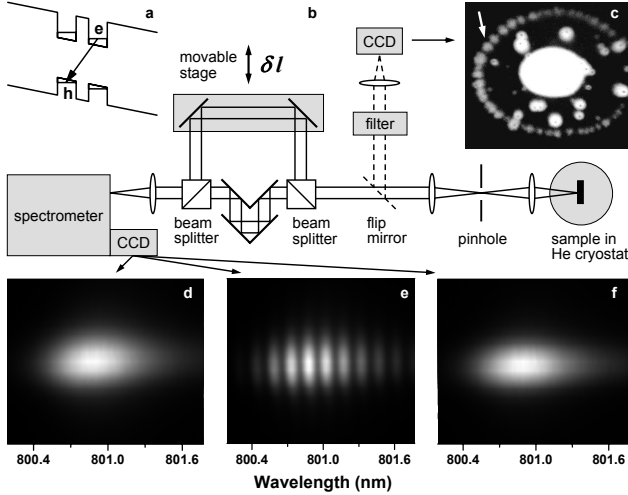 a
e
h
b
movable
stage
δl
CCD
filter
c
spectrometer
CCD
beam
splitter
beam
splitter
flip
mirror
pinhole
sample in
He cryostat
d
e
f
800.4 801.0 801.6
800.4 801.0 801.6
800.4 801.0 801.6
Wavelength (nm)